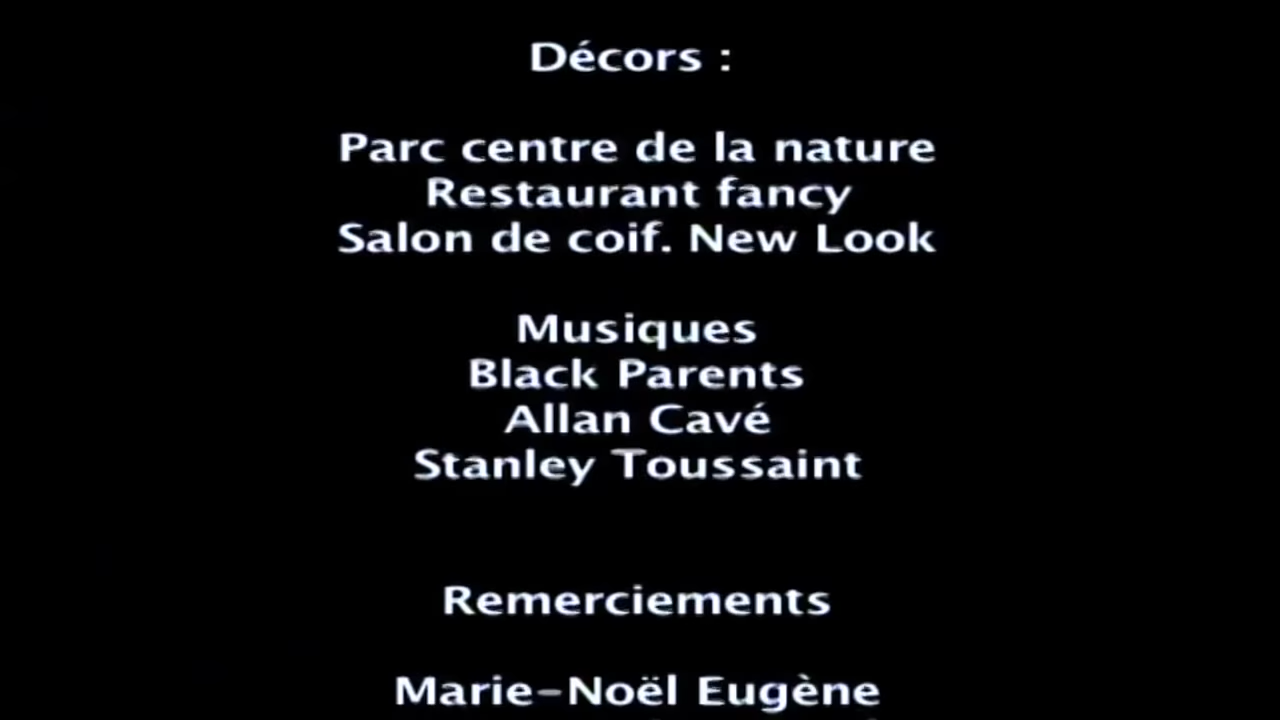 Décors :
Parc centre de la nature
Restaurant fancy
Salon de coif. New Look
Musiques
Black Parents
Allan Cavé
Stanley Toussaint
Remerciements
Marie-Noël Eugène